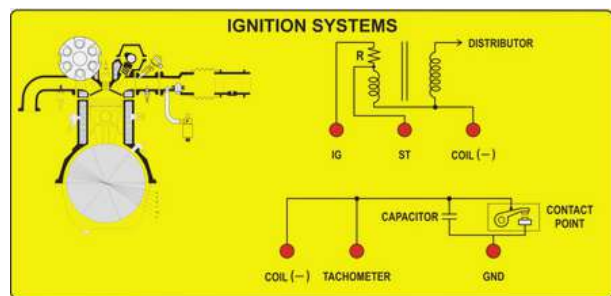 IGNITION SYSTEMS
DISTRIBUTOR
R
IG
ST
COIL (−)
CAPACITOR
CONTACT
POINT
COIL (−)
TACHOMETER
GND